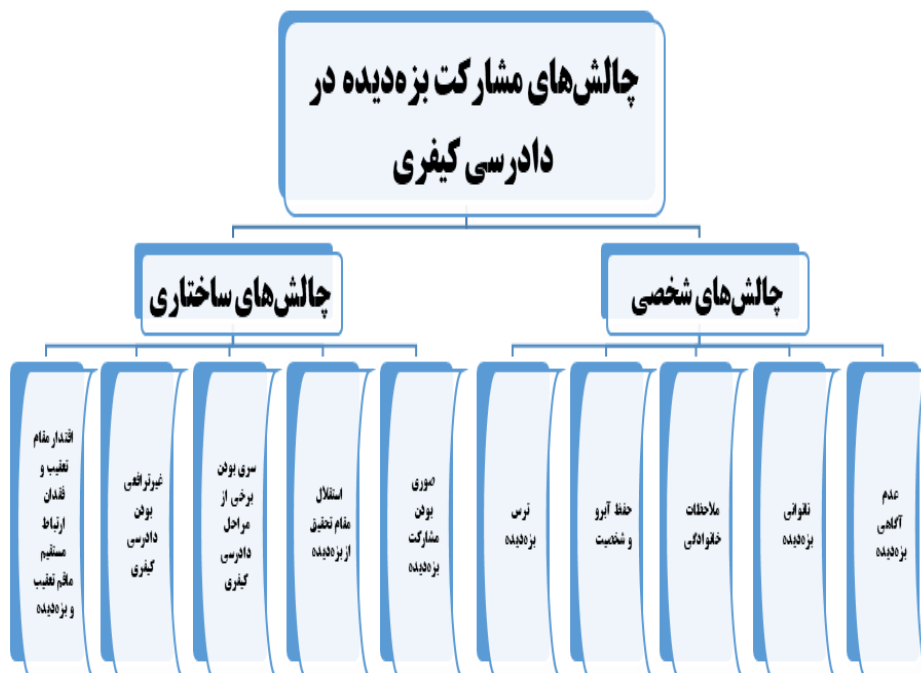 چالش‌های مشارکت بزه‌دیده در
دادرسی کیفری
چالش‌های شخصی
چالش‌های ساختاری
عدم
آگاهی
بزه‌دیده
ناتوانی
بزه‌دیده
ملاحظات
خانوادگی
حفظ آبرو
و شخصیت
ترس
بزه‌دیده
صوری
بودن
مشارکت
بزه‌دیده
استقلال
مقام تحقیق
از بزه‌دیده
سری بودن
برخی از
مراحل
دادرسی
کیفری
غیرترافعی
بودن
دادرسی
کیفری
اقتدار مقام
تعقیب و
فقدان
ارتباط
مستقیم
ماقم تعقیب
و بزه‌دیده